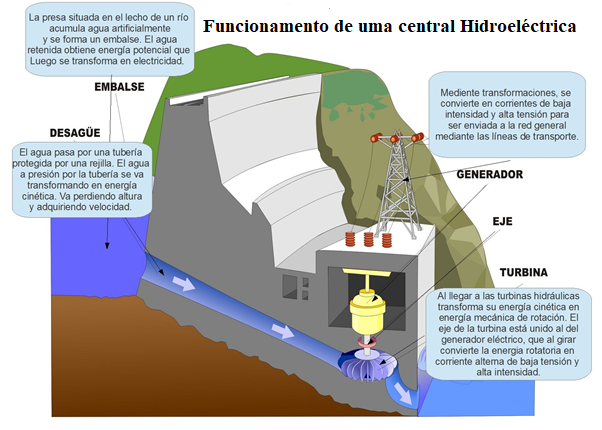 Funcionamento de uma central Hidroeléctrica
La presa situada en el lecho de un río
acumula agua artificialmente
y se forma un embalse. El agua
retenida obtiene energía potencial que
Luego se transforma en electricidad.
EMBALSE
DESAGÜE
El agua pasa por una tubería
protegida por una rejilla. El agua
a presión por la tubería se va
transformando en energía
cinética. Va perdiendo altura
y adquiriendo velocidad.
Mediente transformaciones, se
convierte en corrientes de baja
intensidad y alta tensión para
ser enviada a la red general
mediante las líneas de transporte.
GENERADOR
EJE
TURBINA
Al llegar a las turbinas hidráulicas
transforma su energía cinética en
energía mecánica de rotación. El
eje de la turbina está unido al del
generador eléctrico, que al girar
convierte la energia rotatoria en
corriente alterna de baja tensión y
alta intensidad.